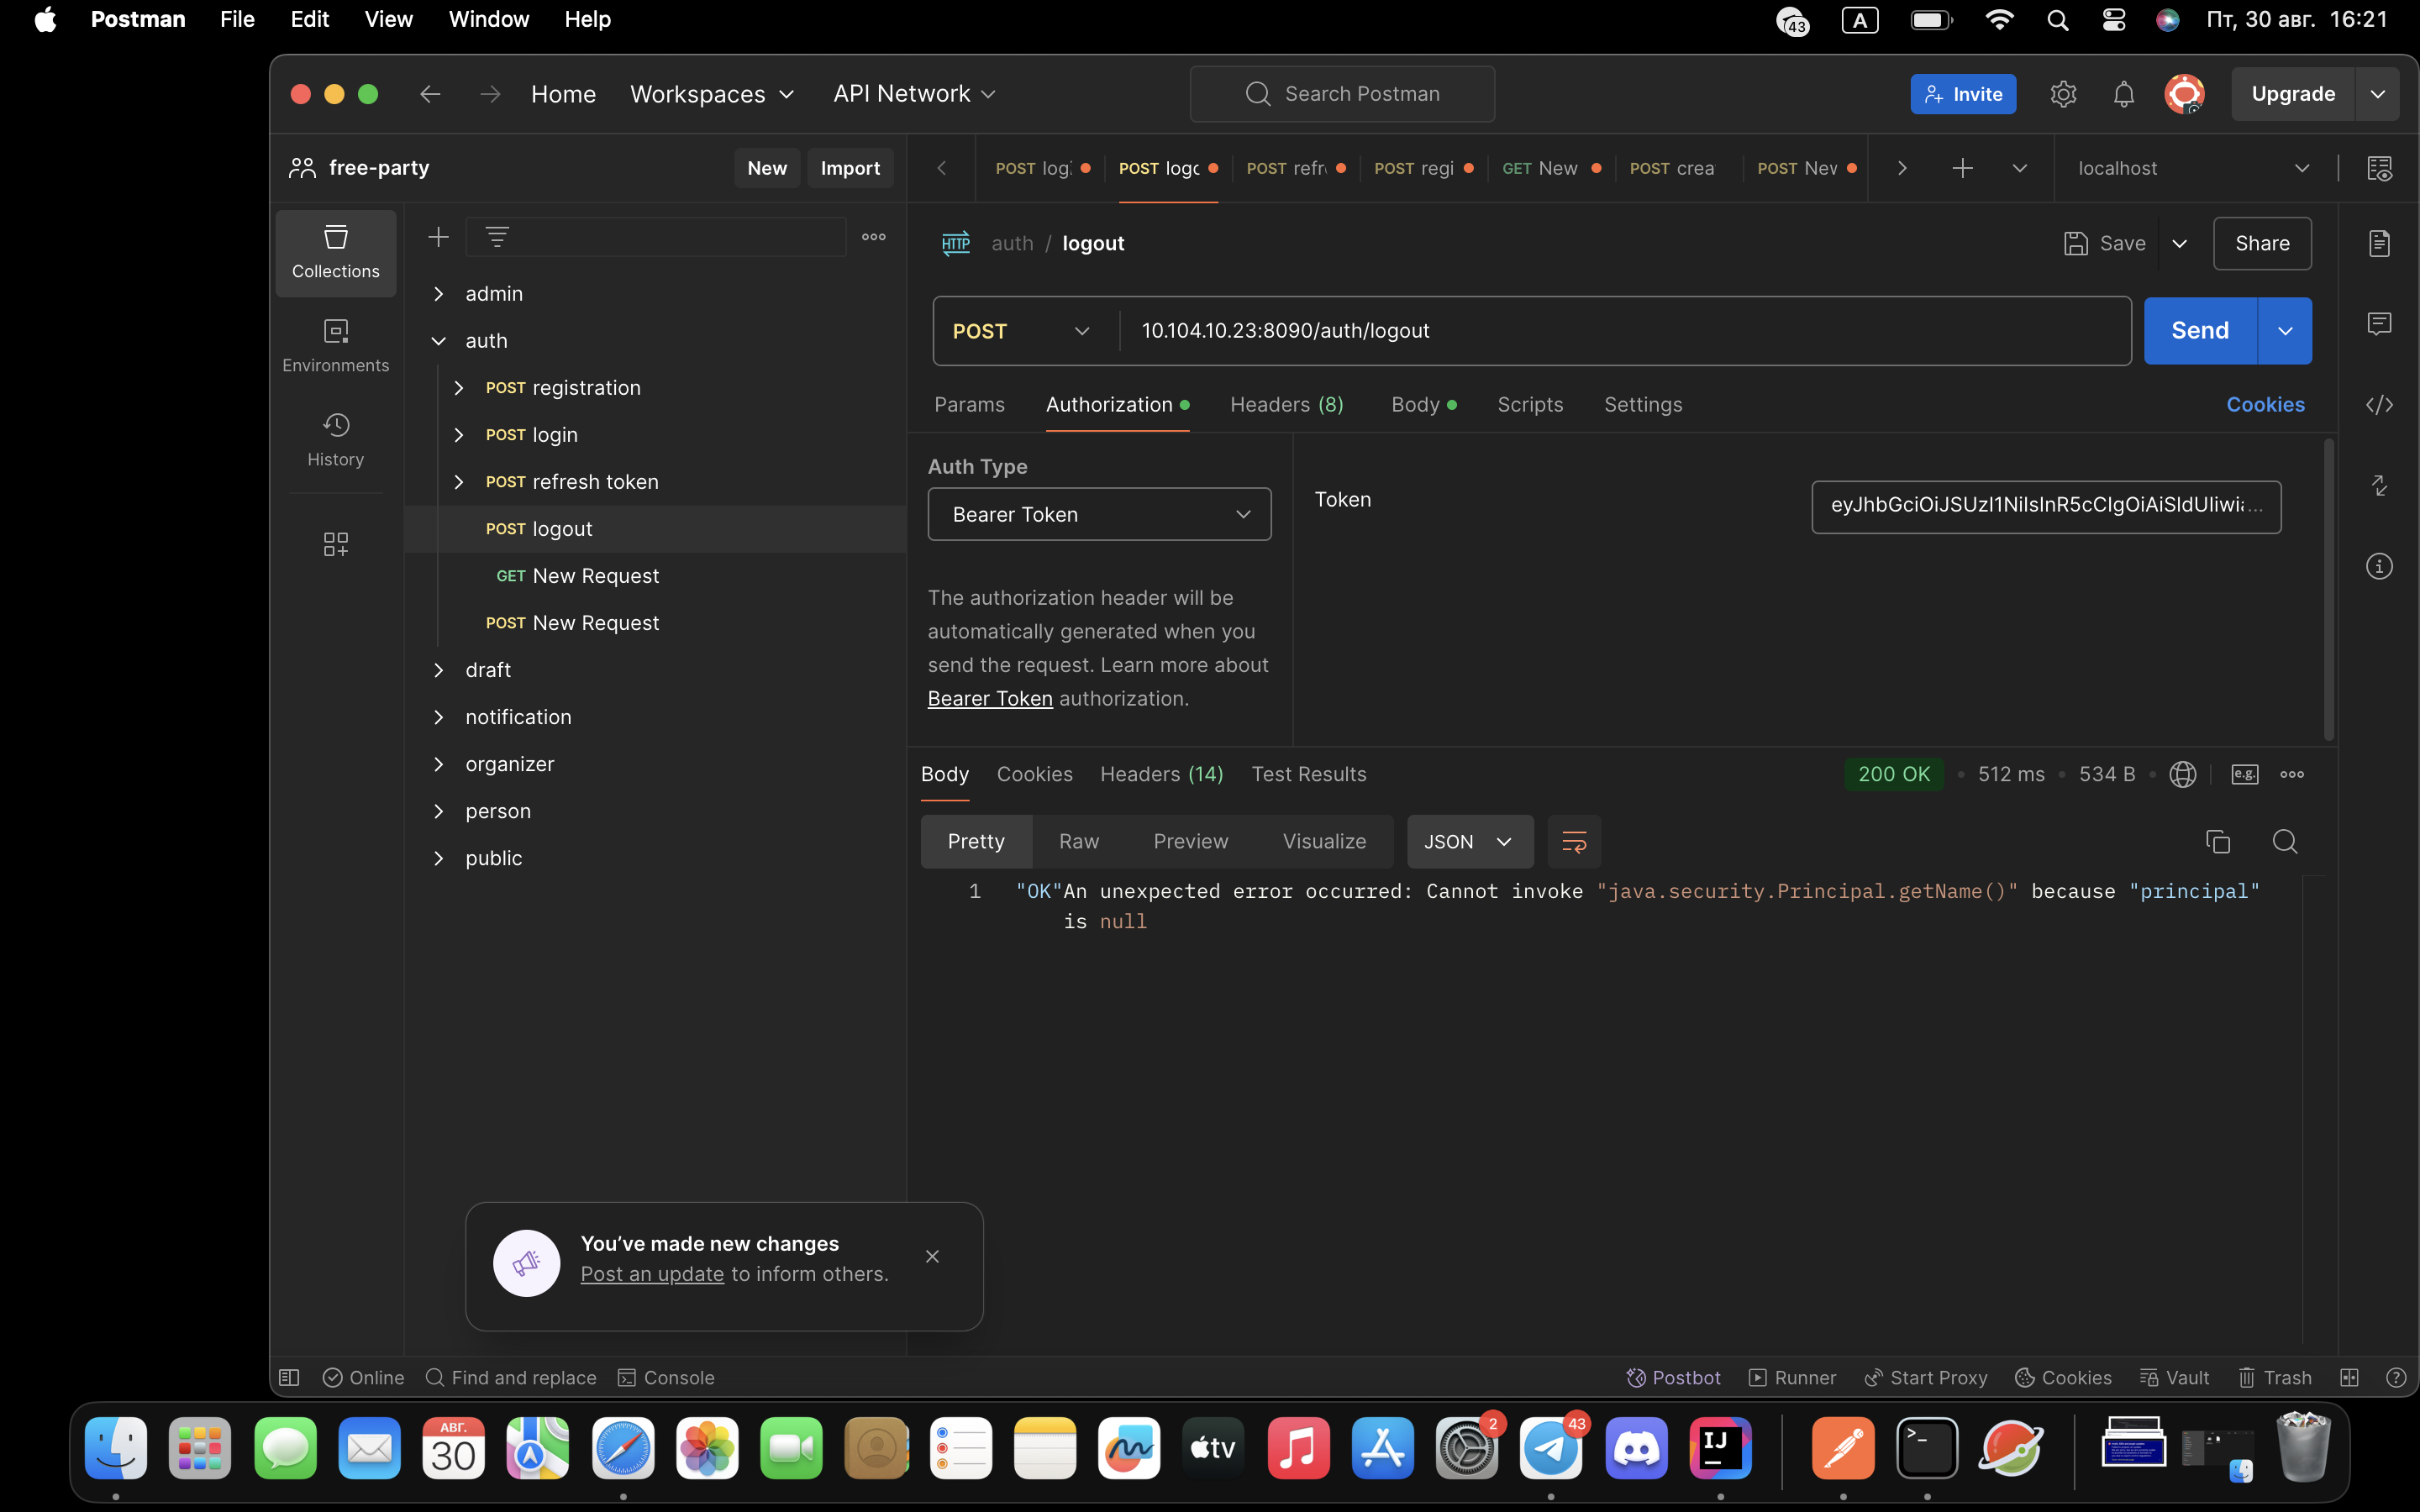 Postman File Edit View Window Help 43 A Пт, 30 авг. 16:21
Home Workspaces API Network Search Postman Invite Upgrade
free-party New Import POST log POST logo POST refr POST regi GET New POST crea POST New localhost
Collections
Environments
History
admin
auth
POST registration
POST login
POST refresh token
POST logout
GET New Request
POST New Request
draft
notification
organizer
person
public
HTTP auth / logout Save Share
POST 10.104.10.23:8090/auth/logout Send
Params Authorization Headers (8) Body Scripts Settings Cookies
Auth Type
Bearer Token
Token
The authorization header will be
automatically generated when you
send the request. Learn more about
Bearer Token authorization.
Body Cookies Headers (14) Test Results 200 OK 512 ms 534 B e.g.
Pretty Raw Preview Visualize JSON
1 "OK"An unexpected error occurred: Cannot invoke "java.security.Principal.getName()" because "principal"
is null
You've made new changes
Post an update to inform others.
Online Find and replace Console Postbot Runner Start Proxy Cookies Vault Trash
АВГ.
30
tv
2
43
IJ